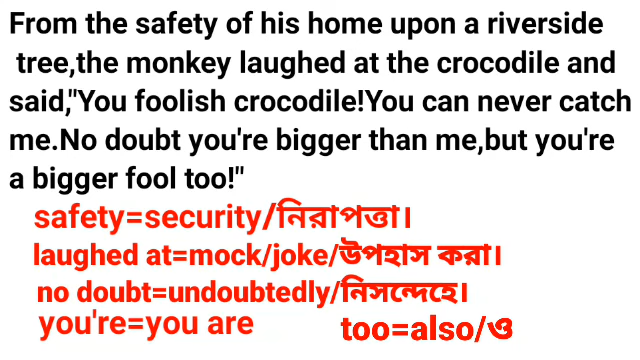 From the safety of his home upon a riverside
tree,the monkey laughed at the crocodile and
said,"You foolish crocodile!You can never catch
me.No doubt you're bigger than me,but you're
a bigger fool too!"
safety=security/নিরাপত্তা।
laughed at=mock/joke/উপহাস করা।
no doubt=undoubtedly/নিসন্দেহে।
you're=you are too=also/ও